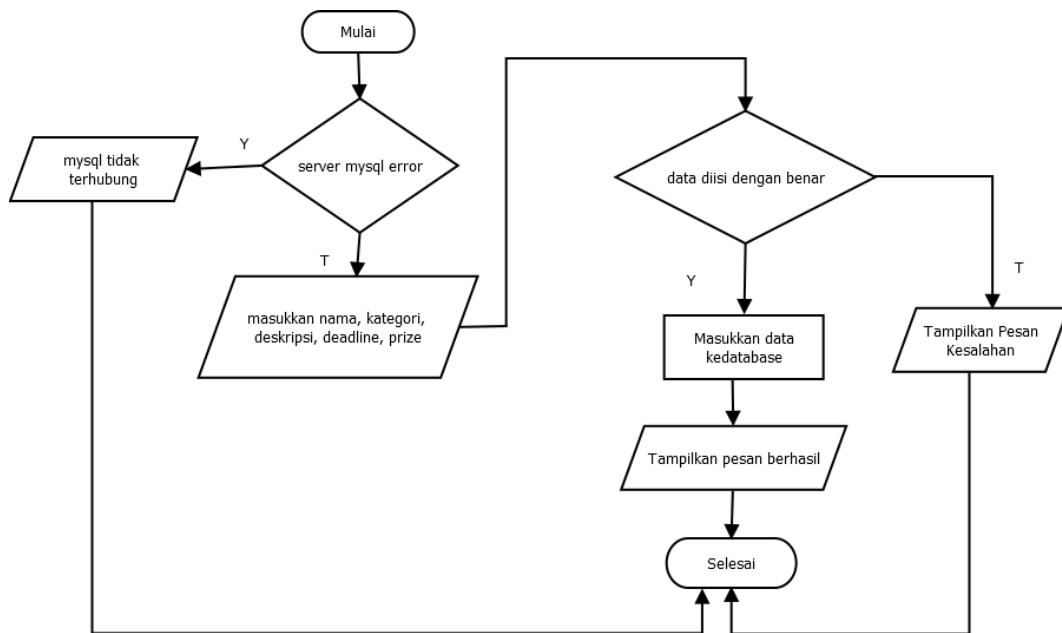 Mulai
server mysql error
Y
mysql tidak
terhubung
T
masukkan nama, kategori,
deskripsi, deadline, prize
data diisi dengan benar
Y
T
Masukkan data
kedatabase
Tampilkan Pesan
Kesalahan
Tampilkan pesan berhasil
Selesai